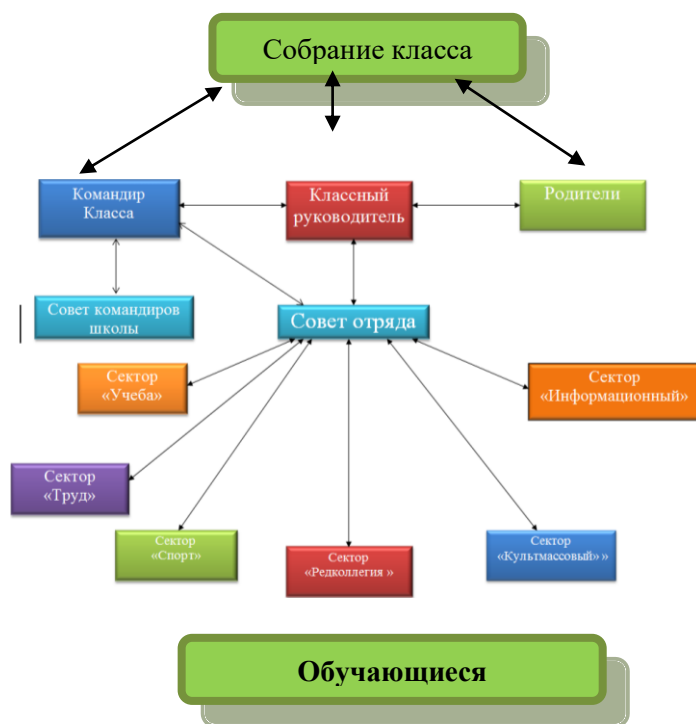 Собрание класса
Командир
Класса
Классный
руководитель
Родители
Совет командиров
школы
Совет отряда
Сектор
«Учеба»
Сектор
«Информационный»
Сектор
«Труд»
Сектор
«Спорт»
Сектор
«Редколлегия »
Сектор
«Культмассовый» »
Обучающиеся